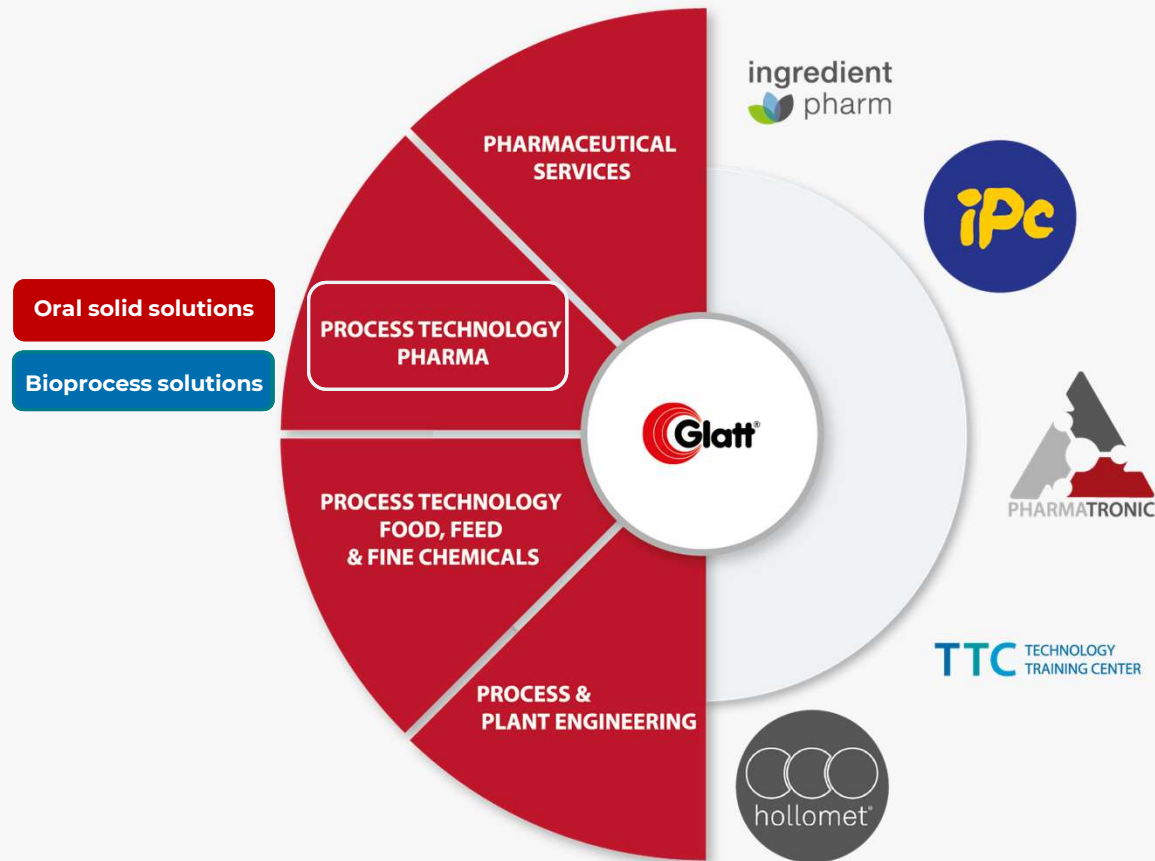 ingredient
pharm
PHARMACEUTICAL
SERVICES
iPc
Oral solid solutions
Bioprocess solutions
PROCESS TECHNOLOGY
PHARMA
Glatt®
PHARMATRONIC
PROCESS TECHNOLOGY
FOOD, FEED
& FINE CHEMICALS
TTC TECHNOLOGY
TRAINING CENTER
PROCESS &
PLANT ENGINEERING
hollomet®